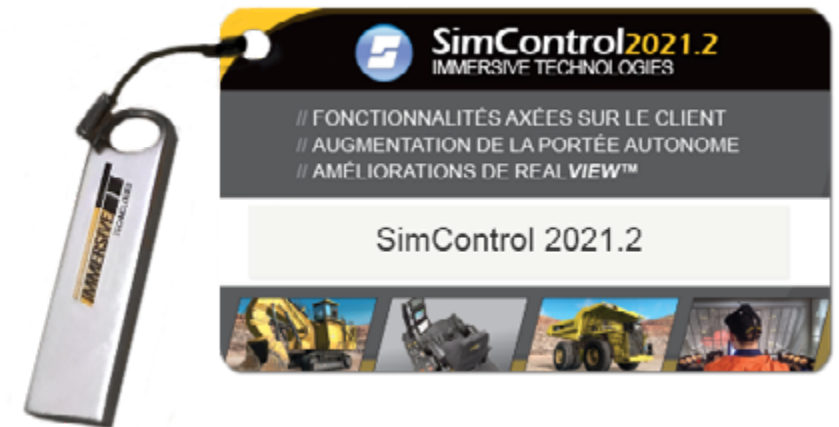 SimControl2021.2
IMMERSIVE TECHNOLOGIES
// FONCTIONNALITÉS AXÉES SUR LE CLIENT
// AUGMENTATION DE LA PORTÉE AUTONOME
// AMÉLIORATIONS DE REALVIEW™
SimControl 2021.2
IMMERSIVE
TECHNOLOGIES